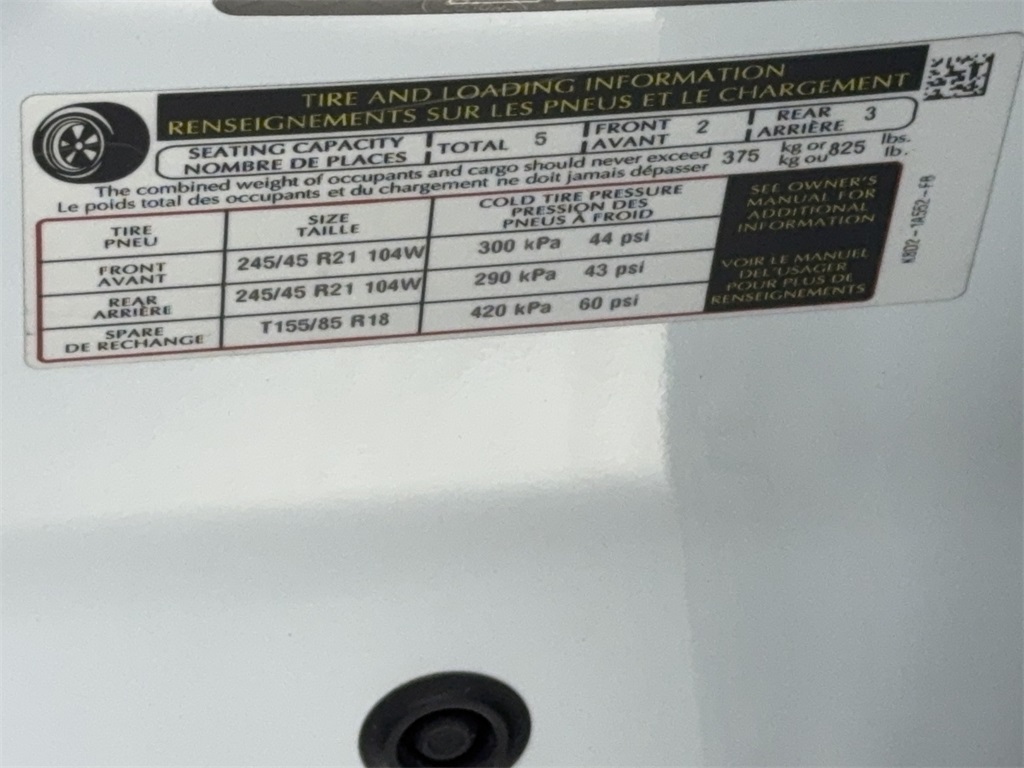 TIRE AND LOADING INFORMATION
RENSEIGNEMENTS SUR LES PNEUS ET LE CHARGEMENT
SEATING CAPACITY
NOMBRE DE PLACES
TOTAL 5
FRONT
AVANT
2
REAR
ARRIÈRE
3
The combined weight of occupants and cargo should never exceed
Le poids total des occupants et du chargement ne doit jamais dépasser
375
kg or
kg ou
825
lbs.
lb.
TIRE
PNEU
SIZE
TAILLE
COLD TIRE PRESSURE
PRESSION DES
PNEUS À FROID
FRONT
AVANT
245/45 R21 104W
300 kPa 44 psi
REAR
ARRIÈRE
245/45 R21 104W
290 kPa 43 psi
SPARE
DE RECHANGE
T155/85 R18
420 kPa 60 psi
SEE OWNER'S
MANUAL FOR
ADDITIONAL
INFORMATION
VOIR LE MANUEL
DEL'USAGER
POUR PLUS DE
RENSEIGNEMENTS
K8D2-1A552-FB